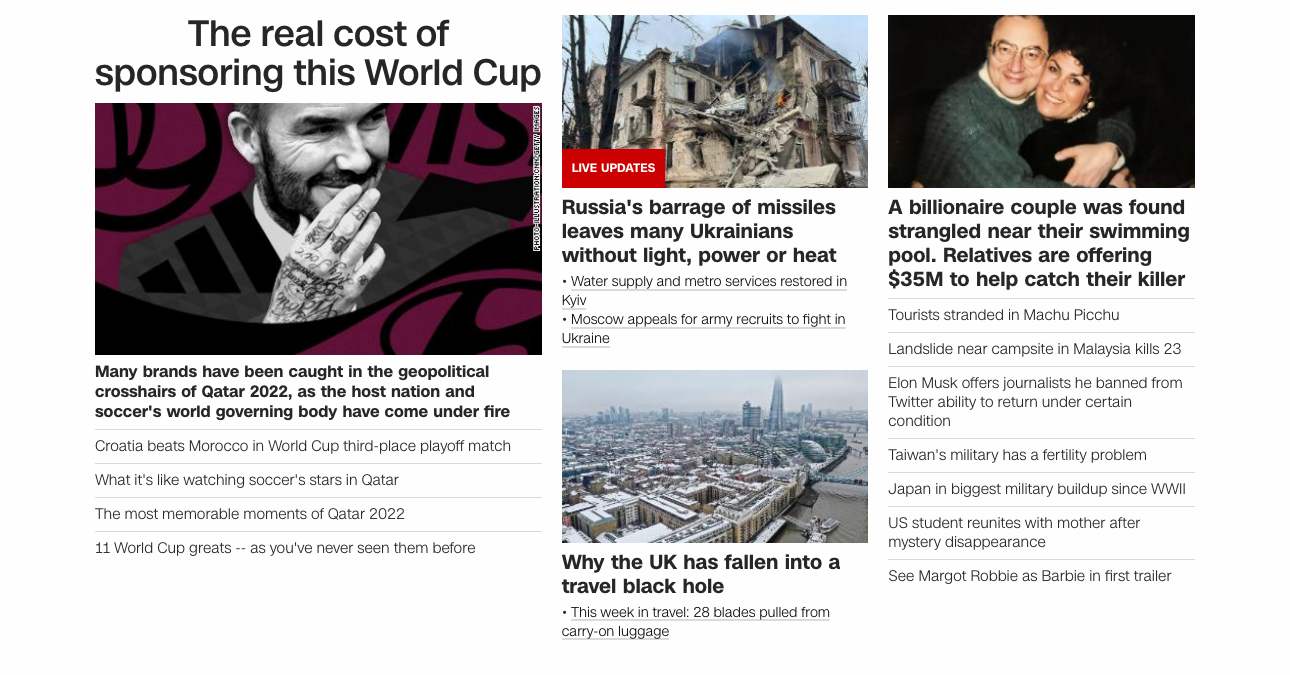 The real cost of
sponsoring this World Cup
PHOTO-ILLUSTRATION/CNN/GETTY IMAGES
Many brands have been caught in the geopolitical
crosshairs of Qatar 2022, as the host nation and
soccer's world governing body have come under fire
Croatia beats Morocco in World Cup third-place playoff match
What it's like watching soccer's stars in Qatar
The most memorable moments of Qatar 2022
11 World Cup greats -- as you've never seen them before
LIVE UPDATES
Russia's barrage of missiles
leaves many Ukrainians
without light, power or heat
• Water supply and metro services restored in
Kyiv
• Moscow appeals for army recruits to fight in
Ukraine
Why the UK has fallen into a
travel black hole
• This week in travel: 28 blades pulled from
carry-on luggage
A billionaire couple was found
strangled near their swimming
pool. Relatives are offering
$35M to help catch their killer
Tourists stranded in Machu Picchu
Landslide near campsite in Malaysia kills 23
Elon Musk offers journalists he banned from
Twitter ability to return under certain
condition
Taiwan's military has a fertility problem
Japan in biggest military buildup since WWII
US student reunites with mother after
mystery disappearance
See Margot Robbie as Barbie in first trailer